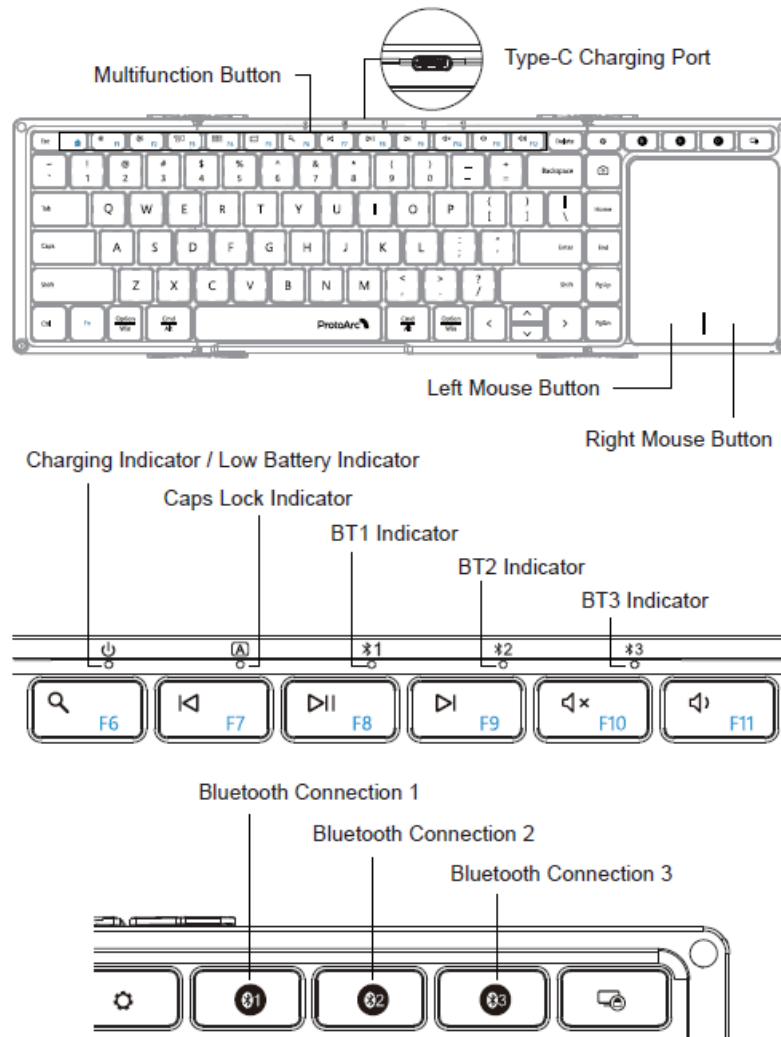 Type-C Charging Port
Multifunction Button
Esc F1 F2 F3 F4 F5 F6 F7 F8 F9 F10 F11 F12 Delete
~ ` ! 1 @ 2 # 3 $ 4 % 5 ^ 6 & 7 * 8 ( 9 ) 0 _ - + = Backspace
Tab Q W E R T Y U I O P { [ } ] | \ Home
Caps A S D F G H J K L : ; " ' Enter End
Shift Z X C V B N M < , > . ? / Shift PgUp
Ctrl Fn Option Win Cmd Alt ProtoArc Cmd Alt Option Win < ^ v > PgDn
Left Mouse Button
Right Mouse Button
Charging Indicator / Low Battery Indicator
Caps Lock Indicator
BT1 Indicator
BT2 Indicator
BT3 Indicator
A 1 2 3
F6 F7 F8 F9 F10 F11
Bluetooth Connection 1
Bluetooth Connection 2
Bluetooth Connection 3
1 2 3